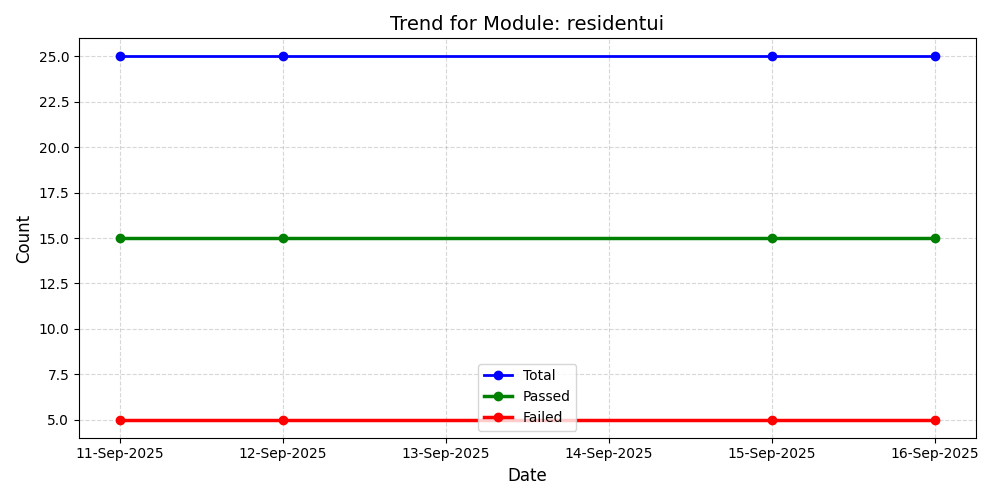 Trend for Module: residentui
Count
25.0
22.5
20.0
17.5
15.0
12.5
10.0
7.5
5.0
Total
Passed
Failed
11-Sep-2025 12-Sep-2025 13-Sep-2025 14-Sep-2025 15-Sep-2025 16-Sep-2025
Date